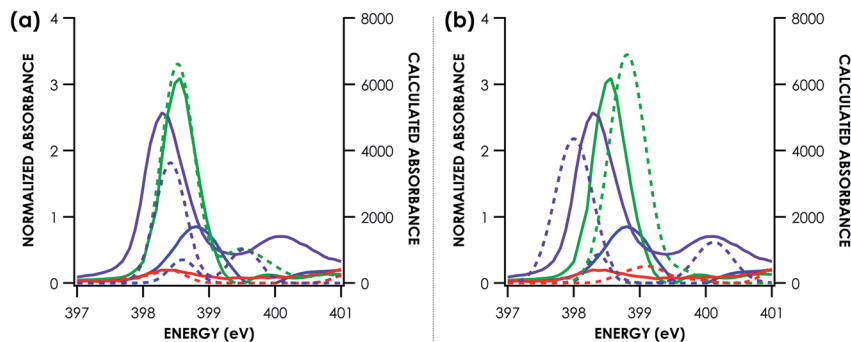 (a)
4
3
2
1
0
NORMALIZED ABSORBANCE
8000
6000
4000
2000
0
CALCULATED ABSORBANCE
397 398 399 400 401
ENERGY (eV)
(b)
4
3
2
1
0
NORMALIZED ABSORBANCE
8000
6000
4000
2000
0
CALCULATED ABSORBANCE
397 398 399 400 401
ENERGY (eV)